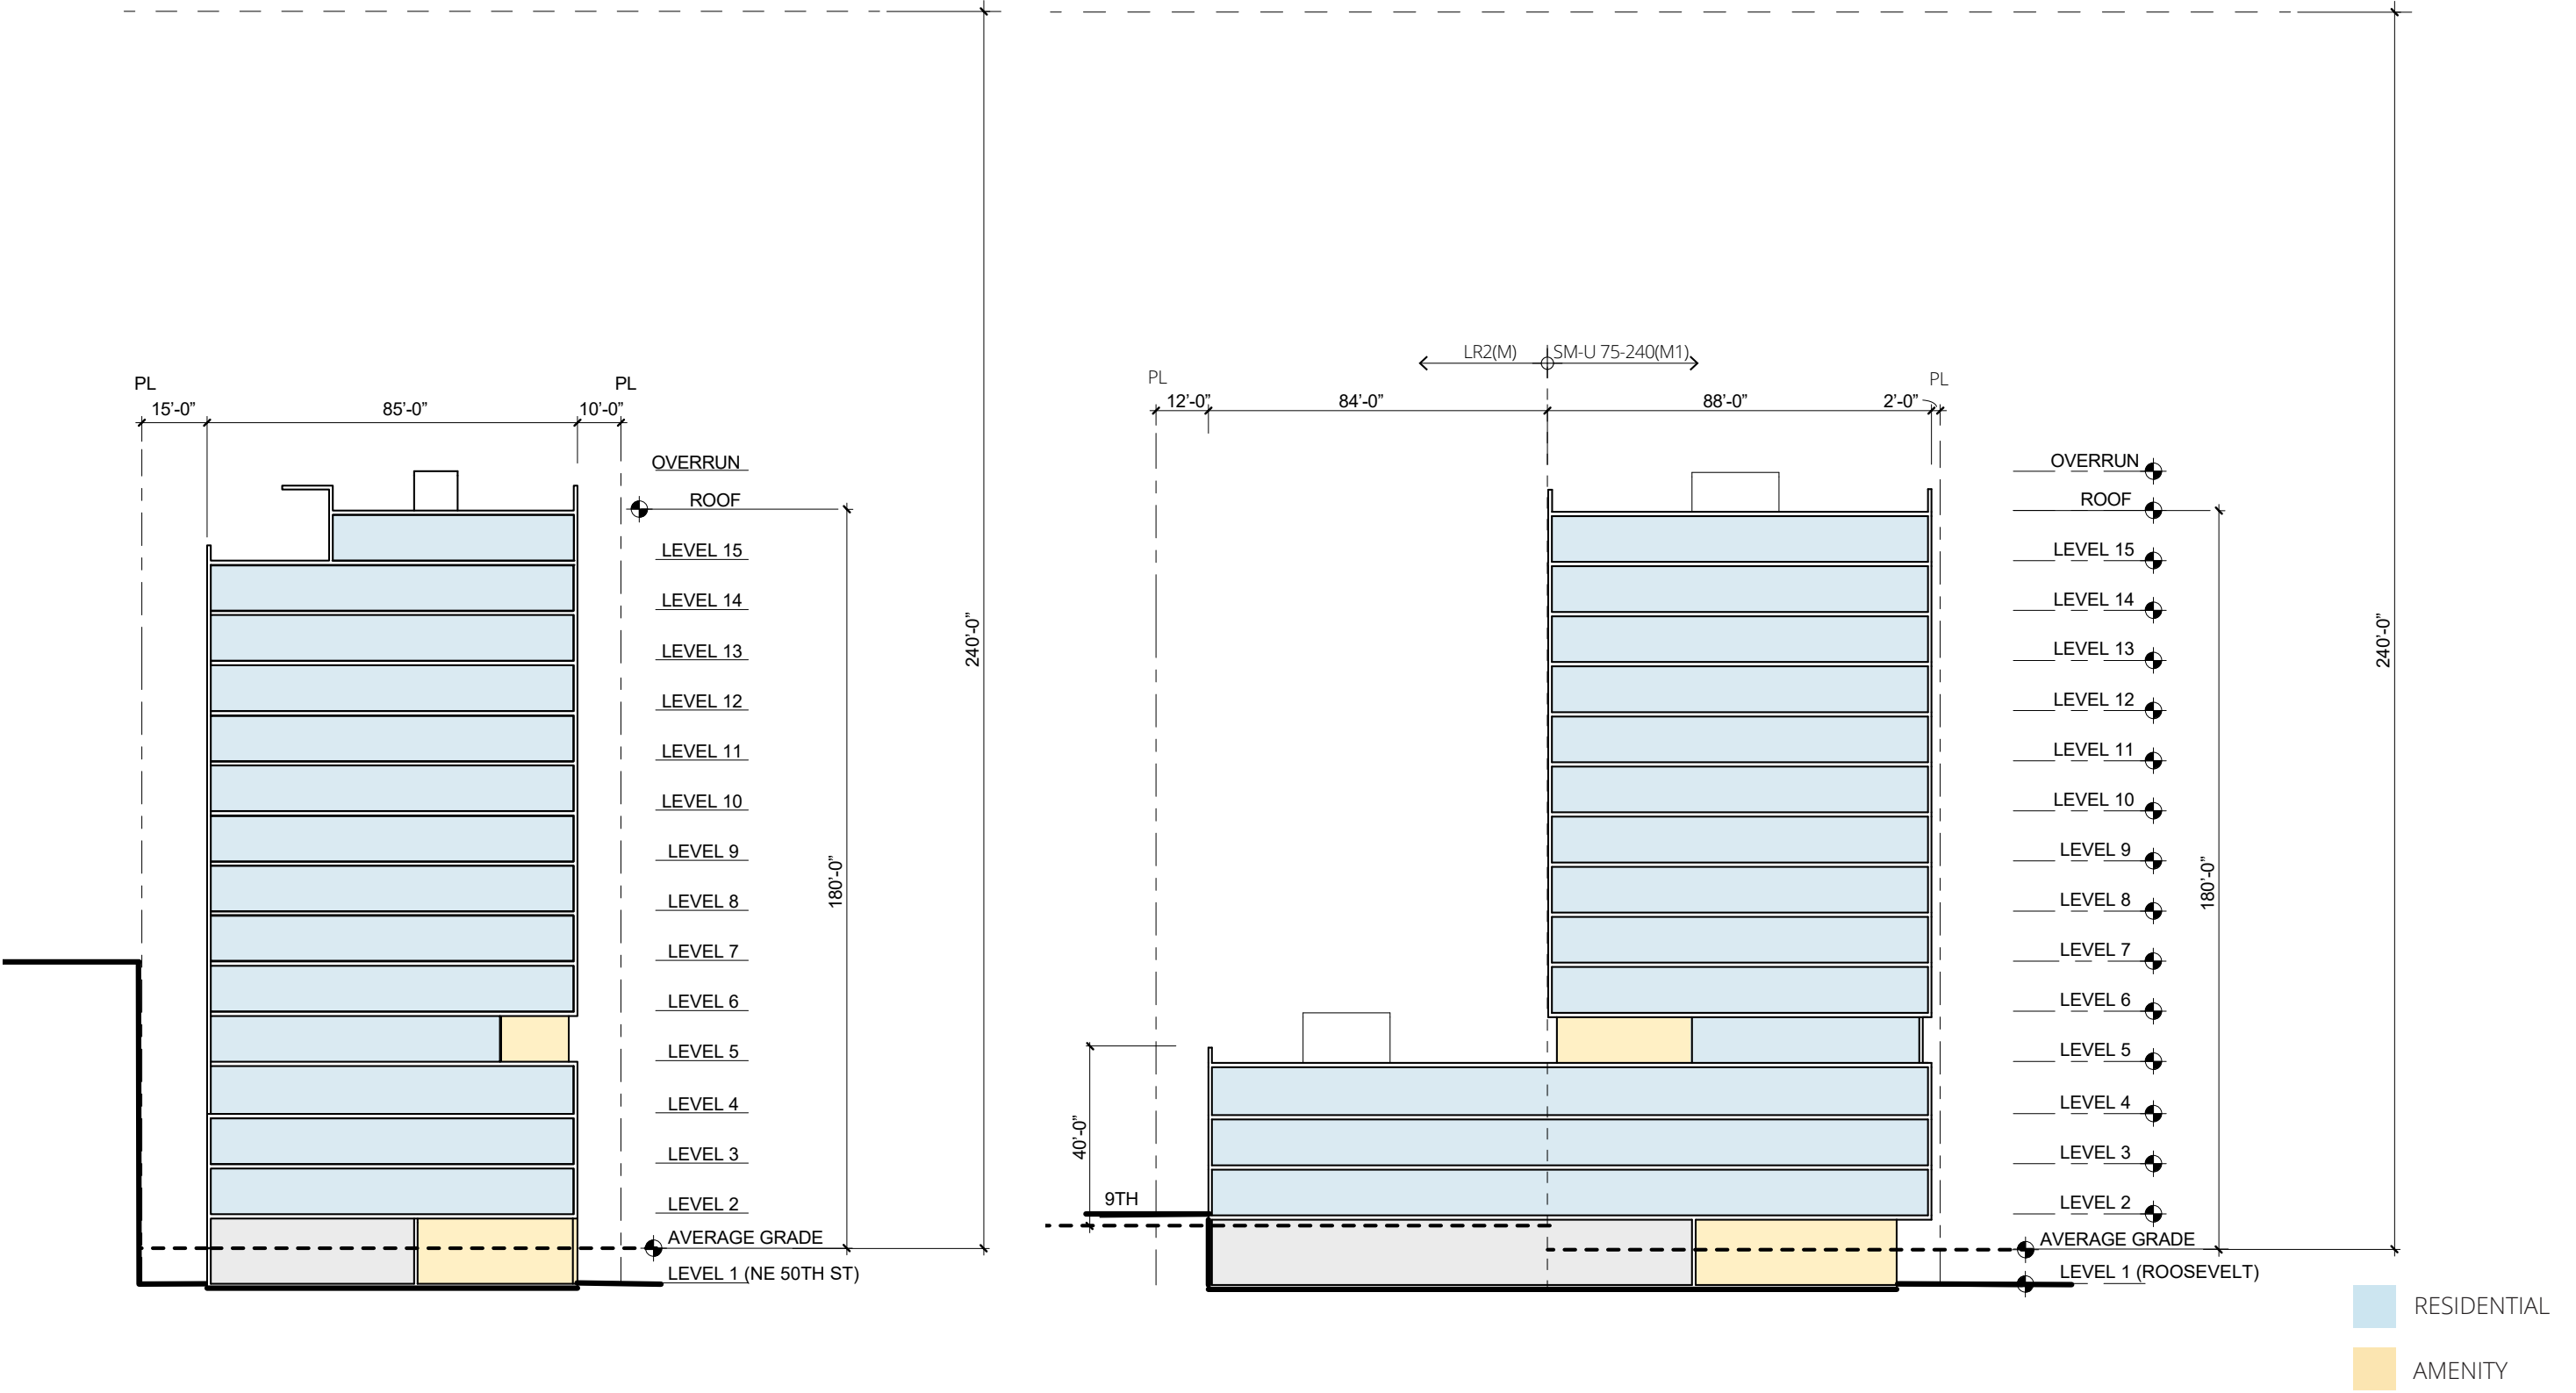 PL
PL
15’-0”
85’-0”
10’-0”
OVERRUN
ROOF
LEVEL 15
LEVEL 14
LEVEL 13
LEVEL 12
LEVEL 11
LEVEL 10
LEVEL 9
LEVEL 8
LEVEL 7
LEVEL 6
LEVEL 5
LEVEL 4
LEVEL 3
LEVEL 2
AVERAGE GRADE
LEVEL 1 (NE 50TH ST)
180’-0”
240’-0”
LR2(M)
SM-U 75-240(M1)
PL
PL
12’-0”
84’-0”
88’-0”
2’-0”
40’-0”
9TH
OVERRUN
ROOF
LEVEL 15
LEVEL 14
LEVEL 13
LEVEL 12
LEVEL 11
LEVEL 10
LEVEL 9
LEVEL 8
LEVEL 7
LEVEL 6
LEVEL 5
LEVEL 4
LEVEL 3
LEVEL 2
AVERAGE GRADE
LEVEL 1 (ROOSEVELT)
180’-0”
240’-0”
RESIDENTIAL
AMENITY